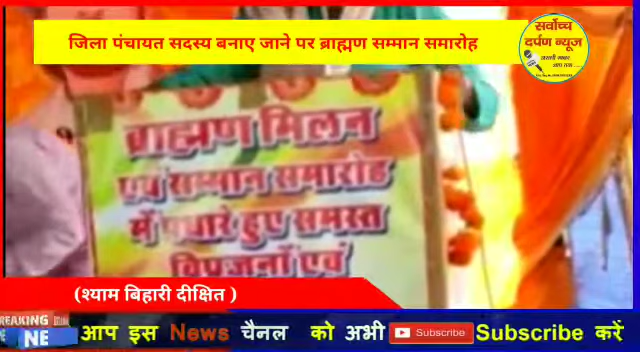 जिला पंचायत सदस्य बनाए जाने पर ब्राह्मण सम्मान समारोह
सर्वोच्च
दर्पण न्यूज
ब्राह्मण मिलन
एवं सम्मान समारोह
में पधारे हुए समस्त
विप्रजनों एवं
(श्याम बिहारी दीक्षित )
BREAKING
NE
आप इस News चैनल को अभी Subscribe Subscribe करें